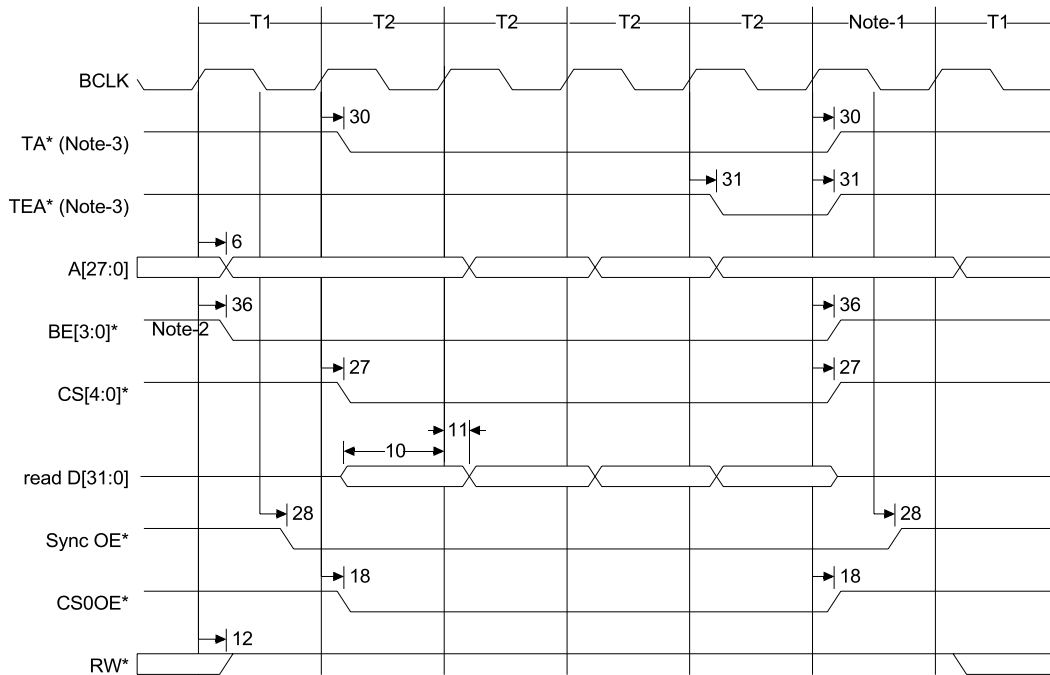 T1 T2 T2 T2 T2 Note-1 T1
BCLK
30 30
TA* (Note-3)
31 31
TEA* (Note-3)
6
A[27:0]
36 36
BE[3:0]* Note-2
27 27
CS[4:0]*
11
10
read D[31:0]
28 28
Sync OE*
18 18
CS0OE*
12
RW*